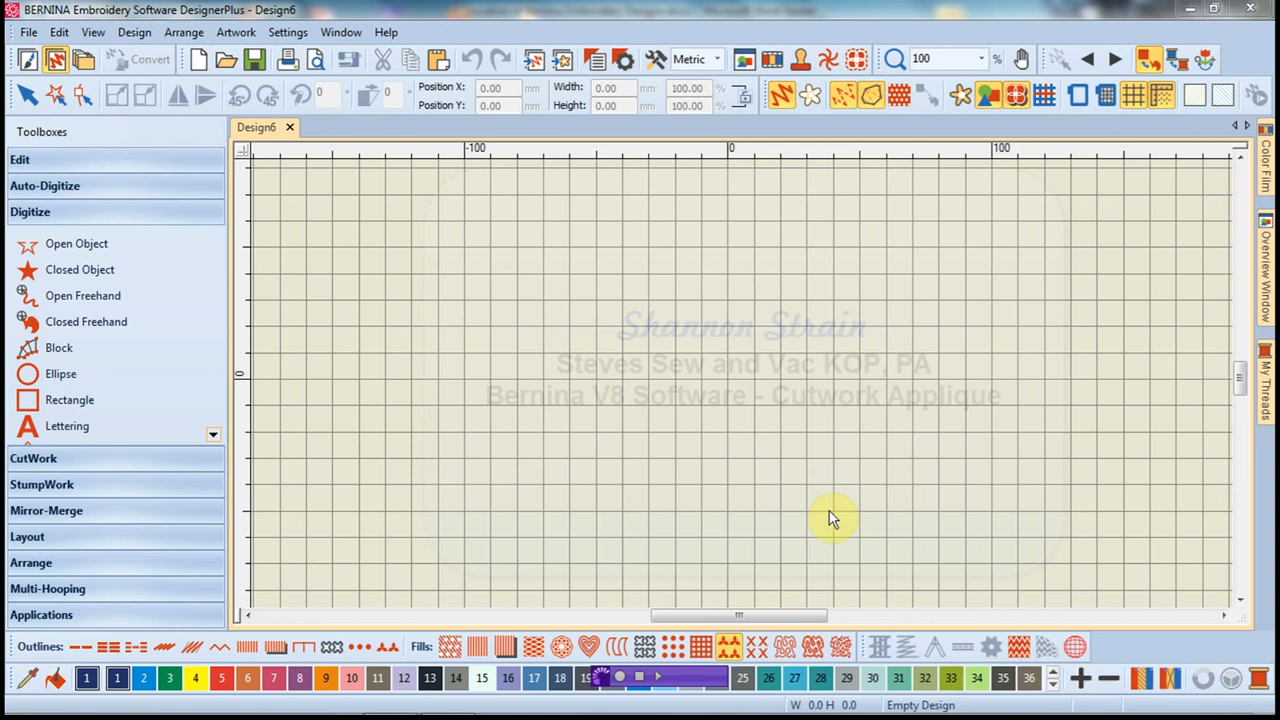 BERNINA Embroidery Software DesignerPlus - Design6
File Edit View Design Arrange Artwork Settings Window Help
Convert Metric 100 %
0 ° 0 ° Position X: 0.00 mm Width: 0.00 mm 100.00 %
Position Y: 0.00 mm Height: 0.00 mm 100.00 %
Toolboxes
Design6
Edit
Auto-Digitize
Digitize
Open Object
Closed Object
Open Freehand
Closed Freehand
Block
Ellipse
Rectangle
Lettering
CutWork
StumpWork
Mirror-Merge
Layout
Arrange
Multi-Hooping
Applications
-100 0 100
0
Shannon Strain
Steves Sew and Vac KOP, PA
Bernina V8 Software - Cutwork Applique
Color Film
Overview Window
My Threads
Outlines: Fills:
1 1 2 3 4 5 6 7 8 9 10 11 12 13 14 15 16 17 18 19 25 26 27 28 29 30 31 32 33 34 35 36
W 0.0 H 0.0 Empty Design